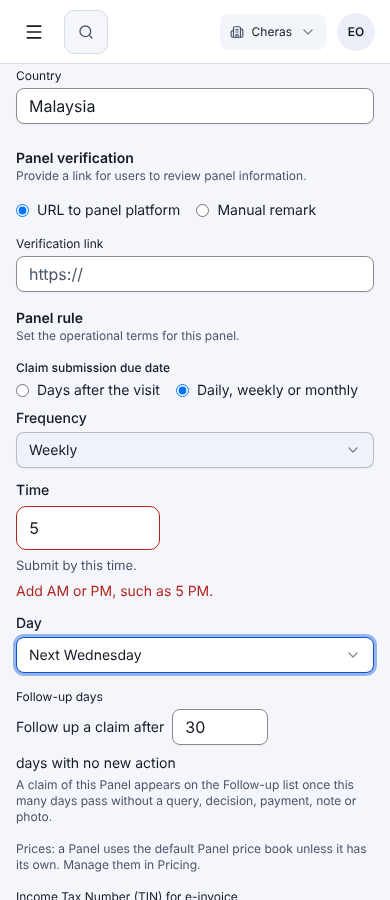 Cheras
EO
Country
Malaysia
Panel verification
Provide a link for users to review panel information.
URL to panel platform
Manual remark
Verification link
https://
Panel rule
Set the operational terms for this panel.
Claim submission due date
Days after the visit
Daily, weekly or monthly
Frequency
Weekly
Time
5
Submit by this time.
Add AM or PM, such as 5 PM.
Day
Next Wednesday
Follow-up days
Follow up a claim after 30
days with no new action
A claim of this Panel appears on the Follow-up list once this
many days pass without a query, decision, payment, note or
photo.
Prices: a Panel uses the default Panel price book unless it has
its own. Manage them in Pricing.
Income Tax Number (TIN) for e-invoice